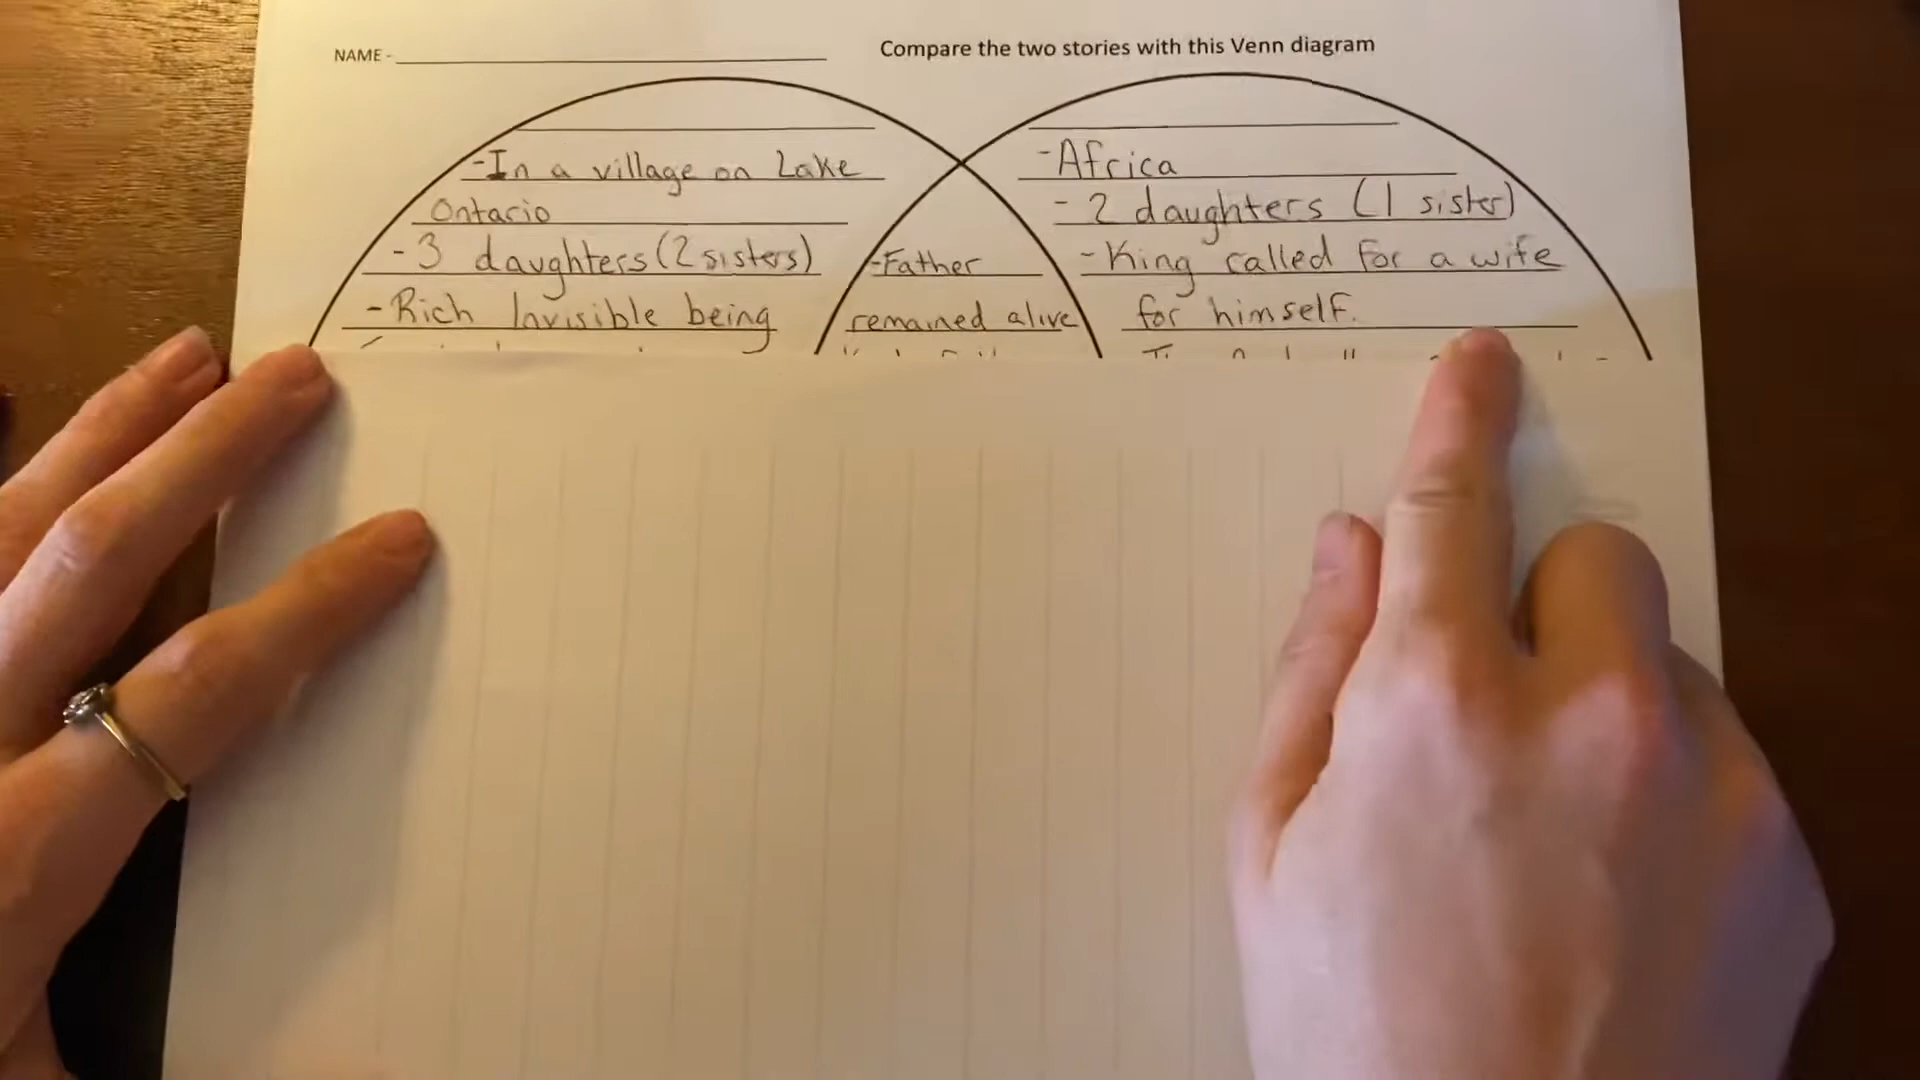 NAME -
Compare the two stories with this Venn diagram
-In a village on Lake
Ontario
- 3 daughters (2 sisters)
- Rich Invisible being
-Father
remained alive
-Africa
- 2 daughters (1 sister)
- King called for a wife
for himself.